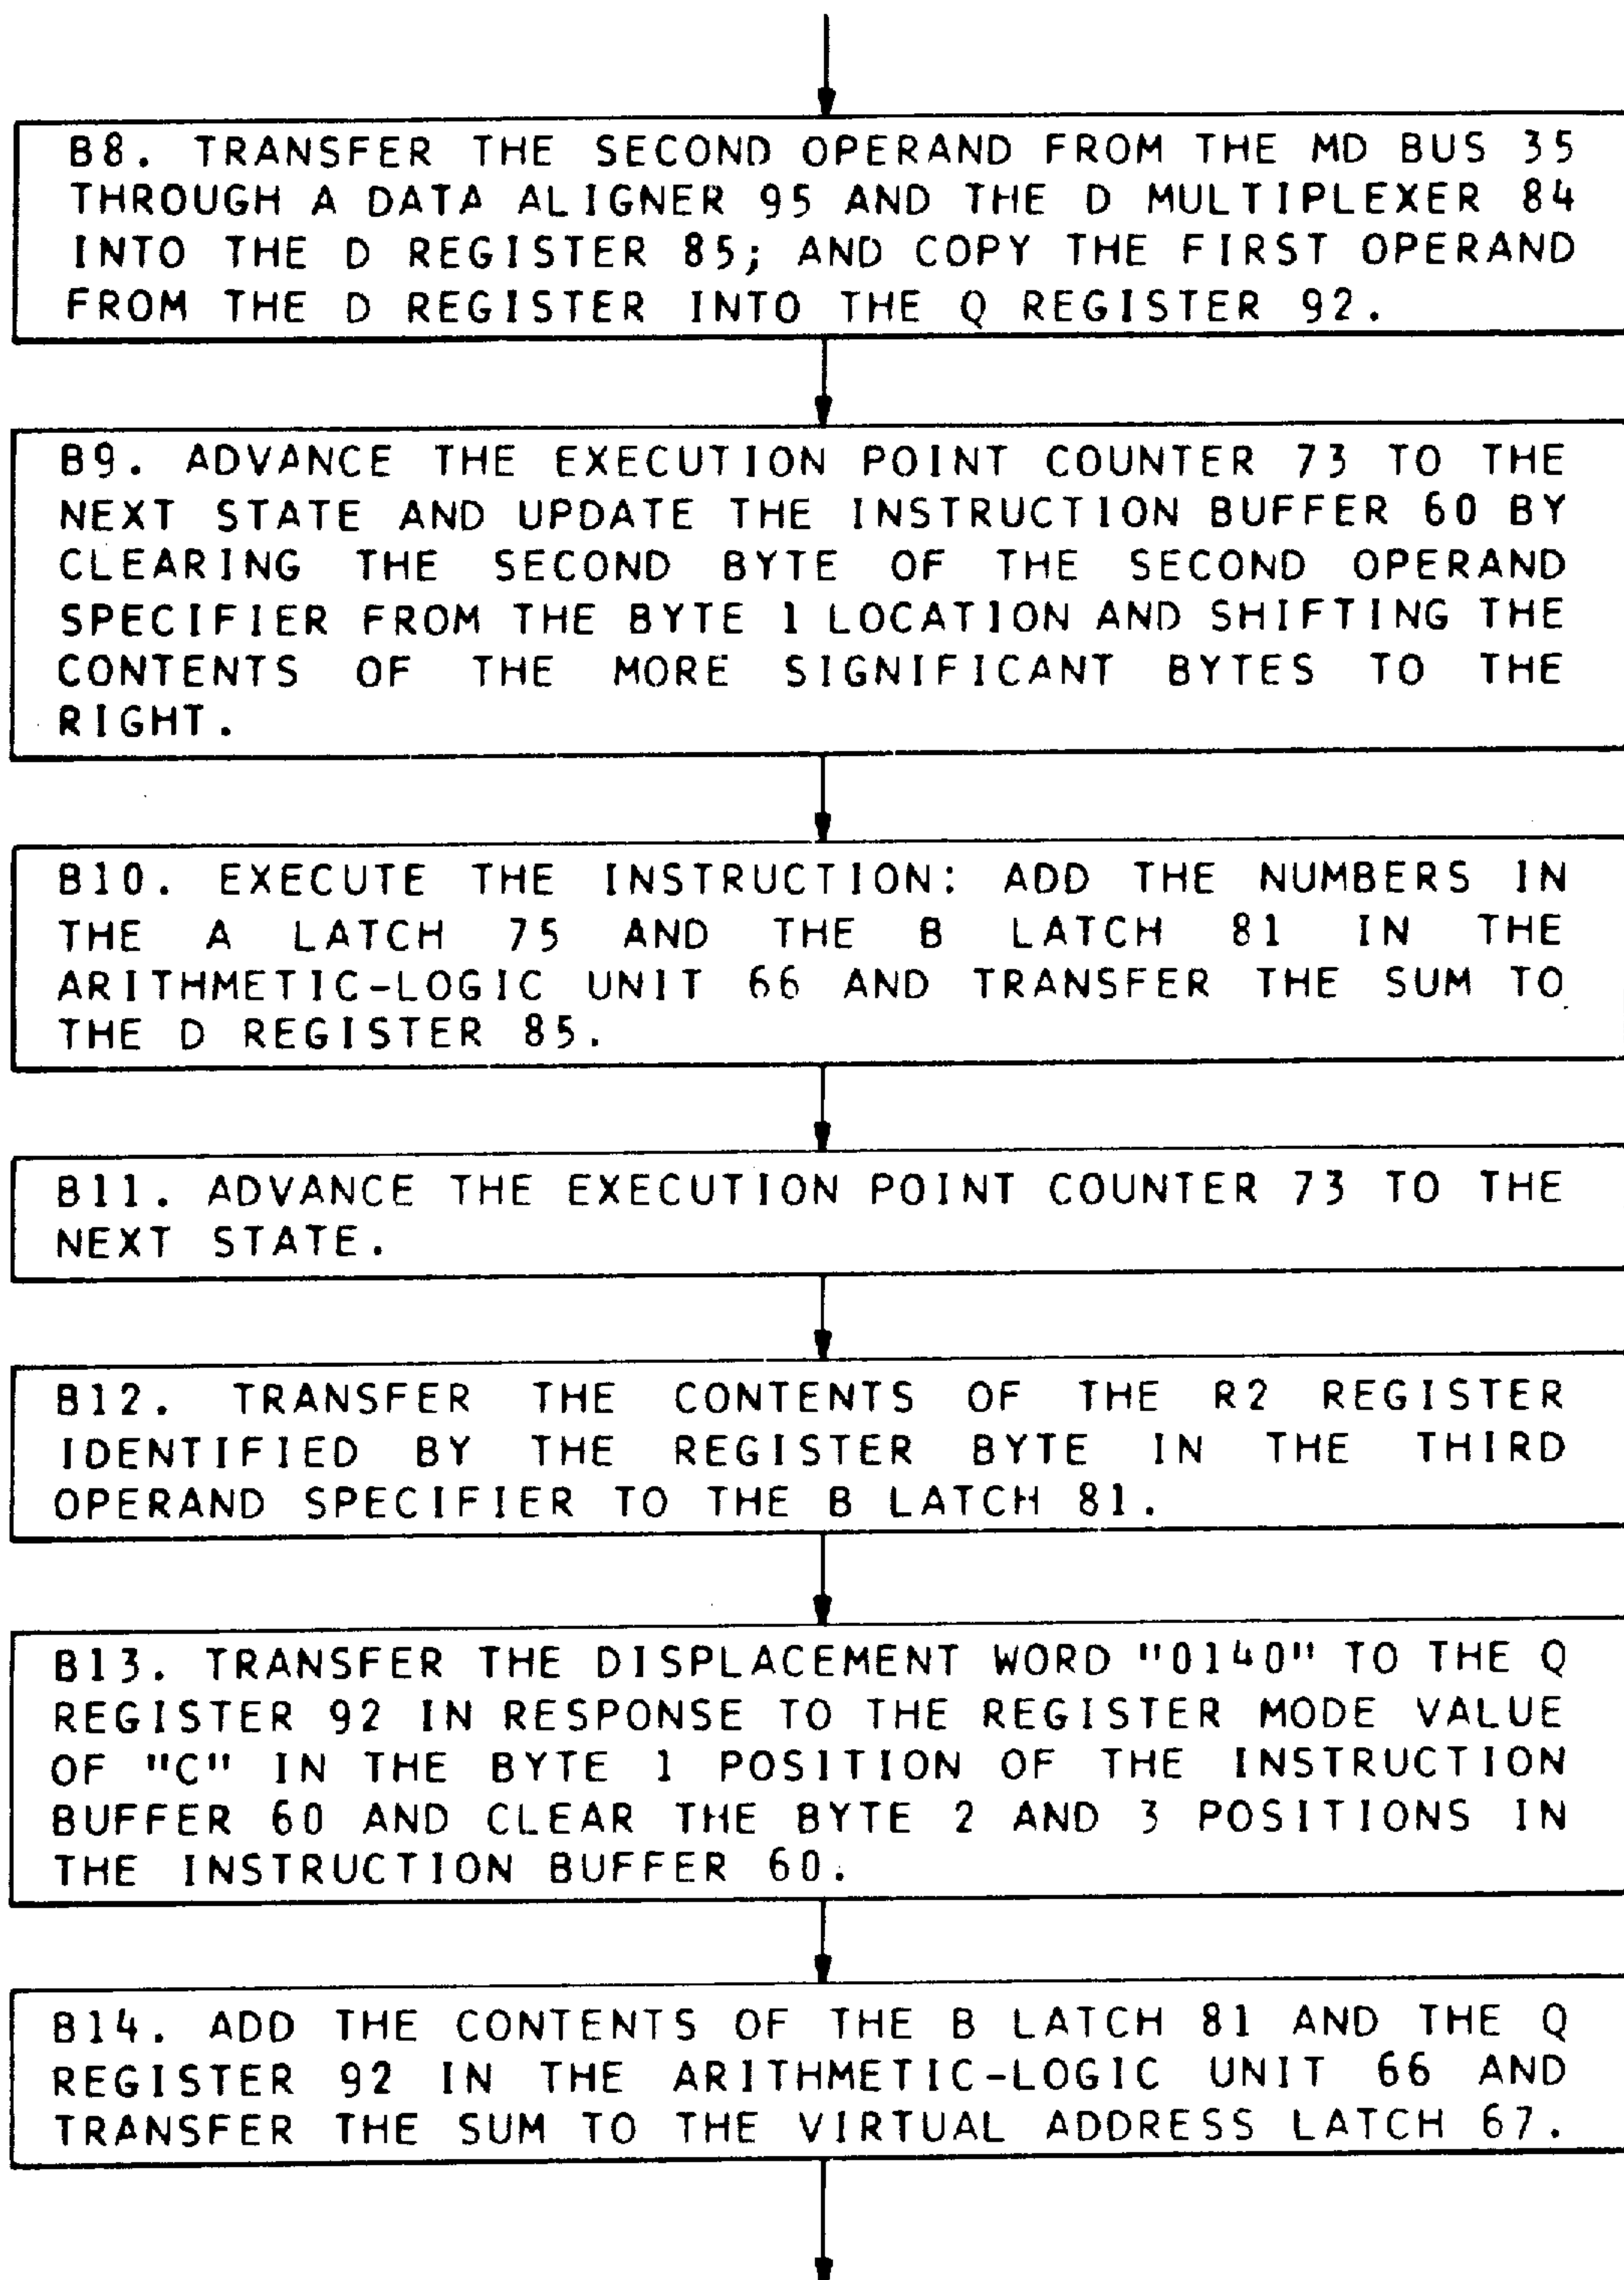 B8. TRANSFER THE SECOND OPERAND FROM THE MD BUS 35
THROUGH A DATA ALIGNER 95 AND THE D MULTIPLEXER 84
INTO THE D REGISTER 85; AND COPY THE FIRST OPERAND
FROM THE D REGISTER INTO THE Q REGISTER 92.
B9. ADVANCE THE EXECUTION POINT COUNTER 73 TO THE
NEXT STATE AND UPDATE THE INSTRUCTION BUFFER 60 BY
CLEARING THE SECOND BYTE OF THE SECOND OPERAND
SPECIFIER FROM THE BYTE 1 LOCATION AND SHIFTING THE
CONTENTS OF THE MORE SIGNIFICANT BYTES TO THE
RIGHT.
B10. EXECUTE THE INSTRUCTION: ADD THE NUMBERS IN
THE A LATCH 75 AND THE B LATCH 81 IN THE
ARITHMETIC-LOGIC UNIT 66 AND TRANSFER THE SUM TO
THE D REGISTER 85.
B11. ADVANCE THE EXECUTION POINT COUNTER 73 TO THE
NEXT STATE.
B12. TRANSFER THE CONTENTS OF THE R2 REGISTER
IDENTIFIED BY THE REGISTER BYTE IN THE THIRD
OPERAND SPECIFIER TO THE B LATCH 81.
B13. TRANSFER THE DISPLACEMENT WORD "0140" TO THE Q
REGISTER 92 IN RESPONSE TO THE REGISTER MODE VALUE
OF "C" IN THE BYTE 1 POSITION OF THE INSTRUCTION
BUFFER 60 AND CLEAR THE BYTE 2 AND 3 POSITIONS IN
THE INSTRUCTION BUFFER 60.
B14. ADD THE CONTENTS OF THE B LATCH 81 AND THE Q
REGISTER 92 IN THE ARITHMETIC-LOGIC UNIT 66 AND
TRANSFER THE SUM TO THE VIRTUAL ADDRESS LATCH 67.